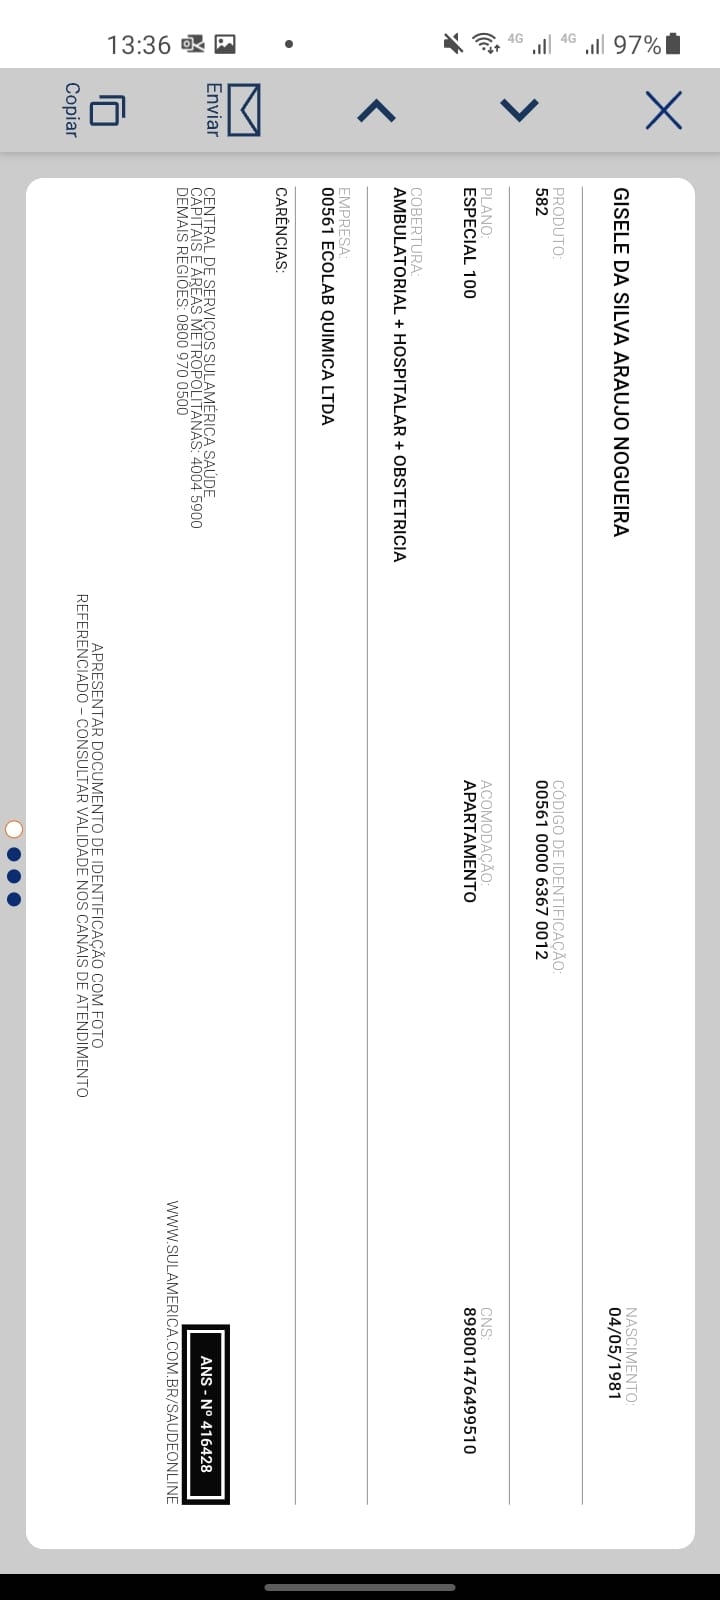 13:36
4G
4G
97%
Copiar
Enviar
GISELE DA SILVA ARAUJO NOGUEIRA
NASCIMENTO:
04/05/1981
PRODUTO:
582
CÓDIGO DE IDENTIFICAÇÃO:
00561 0000 6367 0012
PLANO:
ESPECIAL 100
ACOMODAÇÃO:
APARTAMENTO
CNS:
898001476499510
COBERTURA:
AMBULATORIAL + HOSPITALAR + OBSTETRICIA
EMPRESA:
00561 ECOLAB QUIMICA LTDA
CARÊNCIAS:
CENTRAL DE SERVIÇOS SULAMÉRICA SAÚDE
CAPITAIS E ÁREAS METROPOLITANAS: 4004 5900
DEMAIS REGIÕES: 0800 970 0500
ANS - Nº 416428
WWW.SULAMERICA.COM.BR/SAUDEONLINE
APRESENTAR DOCUMENTO DE IDENTIFICAÇÃO COM FOTO
REFERENCIADO – CONSULTAR VALIDADE NOS CANAIS DE ATENDIMENTO